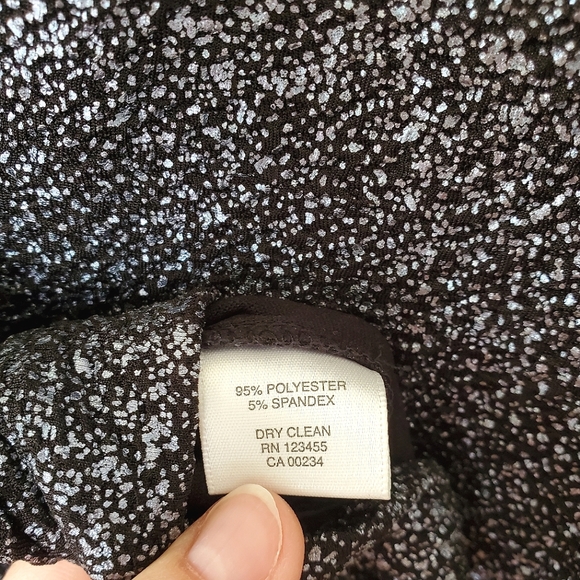 95% POLYESTER
5% SPANDEX
DRY CLEAN
RN 123455
CA 00234